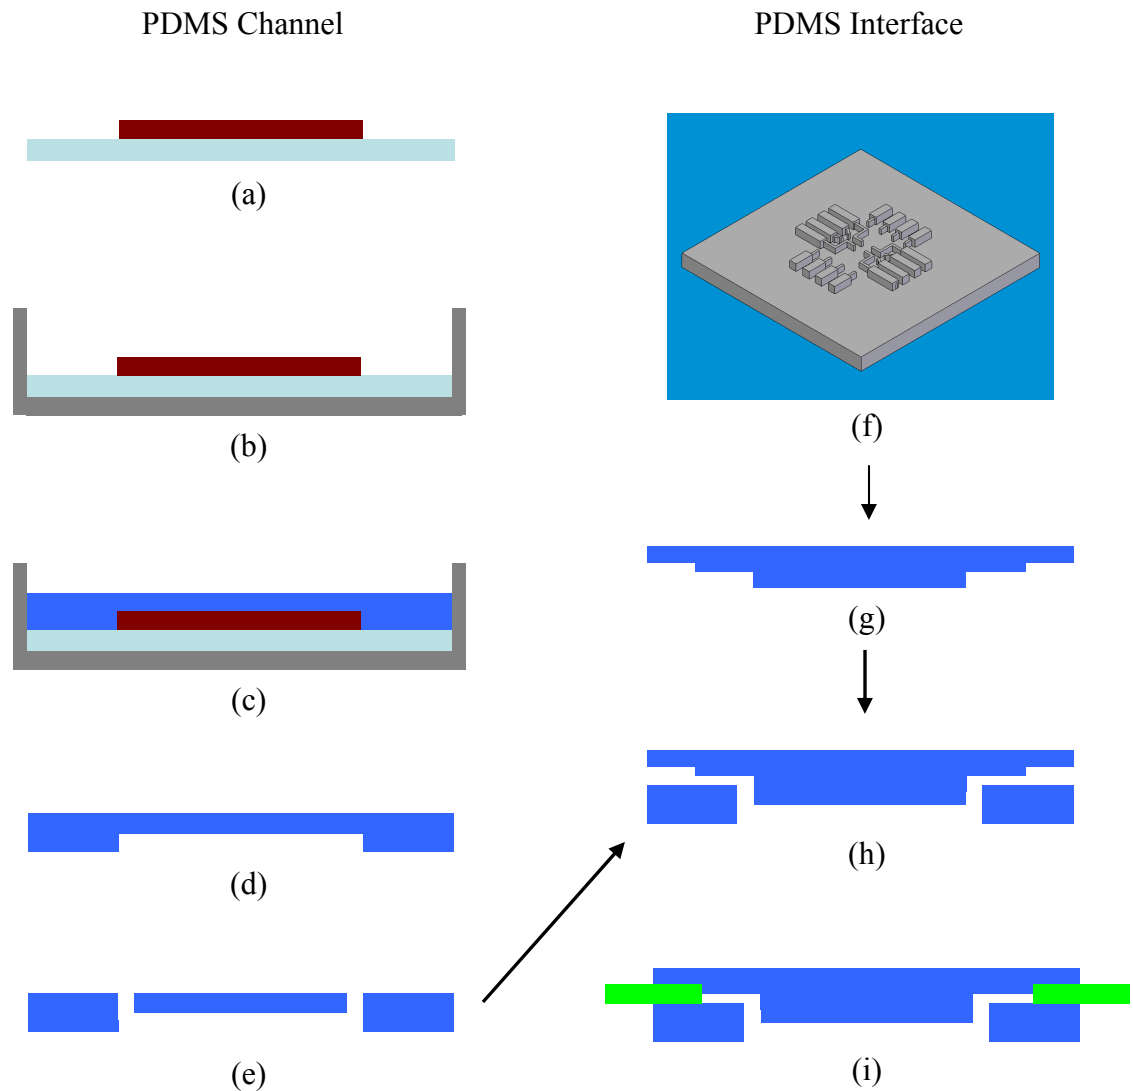 PDMS Channel
PDMS Interface
(a)
(b)
(c)
(d)
(e)
(f)
(g)
(h)
(i)